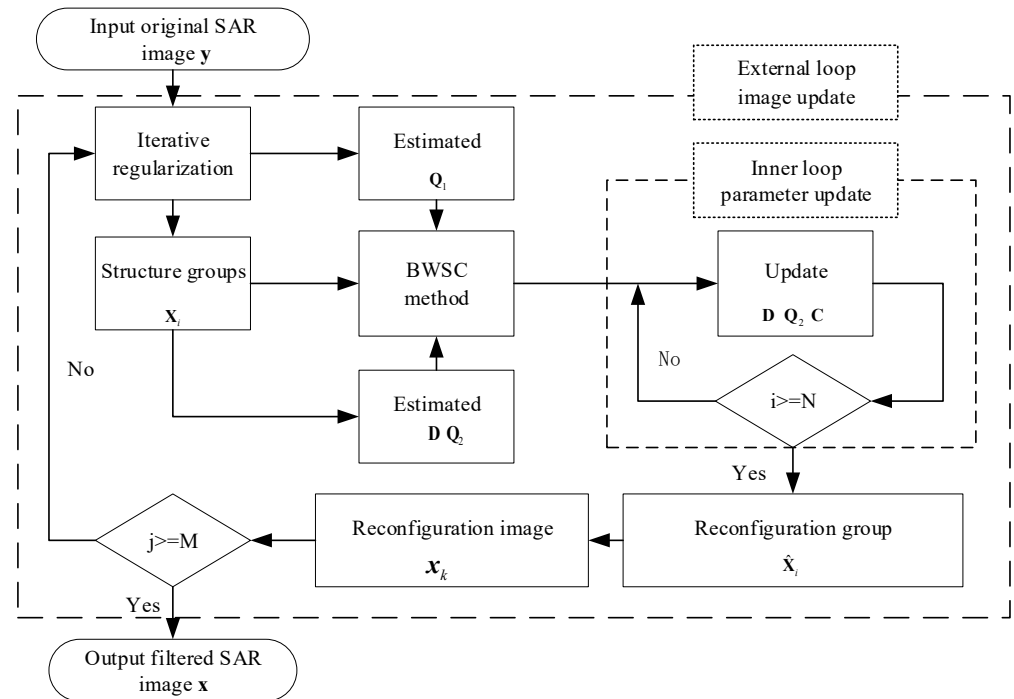 Input original SAR
image y
External loop
image update
Iterative
regularization
Estimated
Q₁
Inner loop
parameter update
Structure groups
Xᵢ
BWSC
method
Update
D Q₂ C
No
No
Estimated
D Q₂
i>=N
Yes
j>=M
Reconfiguration image
xₖ
Reconfiguration group
X̂ᵢ
Yes
Output filtered SAR
image x